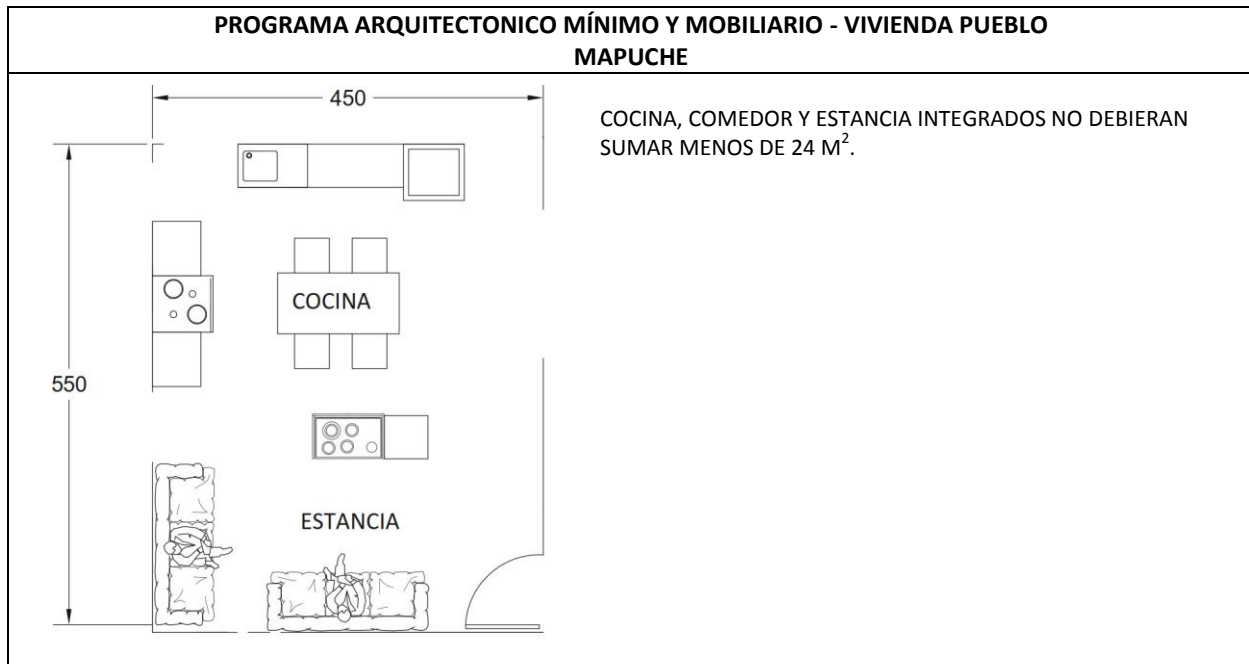 PROGRAMA ARQUITECTONICO MÍNIMO Y MOBILIARIO - VIVIENDA PUEBLO
MAPUCHE
450
COCINA, COMEDOR Y ESTANCIA INTEGRADOS NO DEBIERAN
SUMAR MENOS DE 24 M².
COCINA
550
ESTANCIA